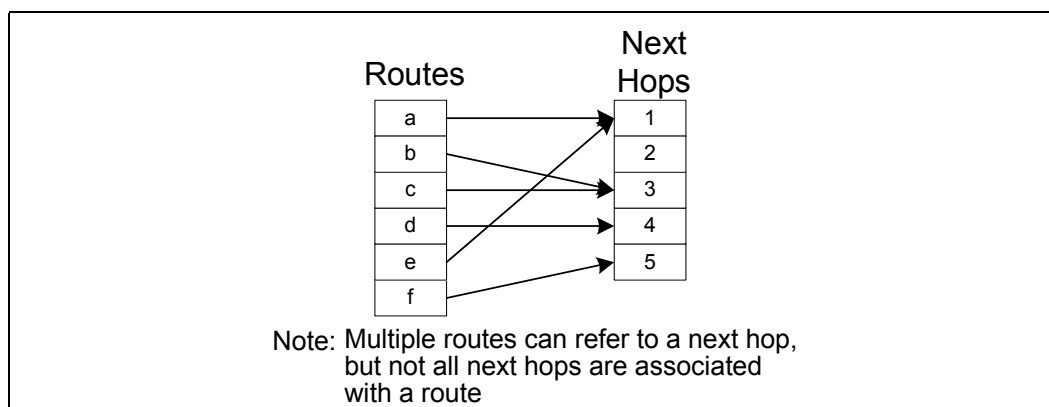 Routes
a
b
c
d
e
f
Next
Hops
1
2
3
4
5
Note: Multiple routes can refer to a next hop,
but not all next hops are associated
with a route